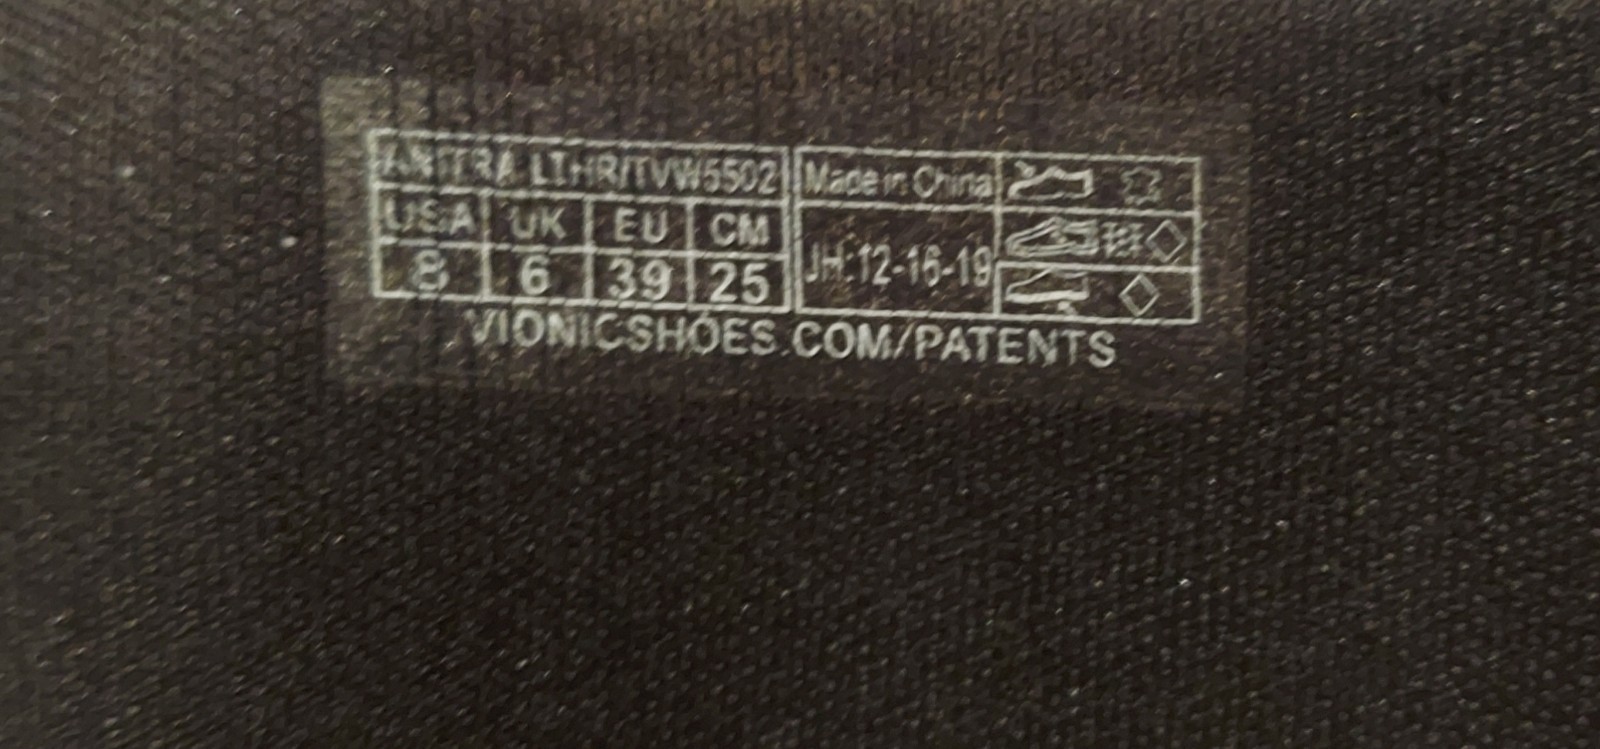 ANITRA LTHR/TVW5502
USA UK EU CM
8 6 39 25
Made in China
JH:12-16-19
VIONICSHOES.COM/PATENTS